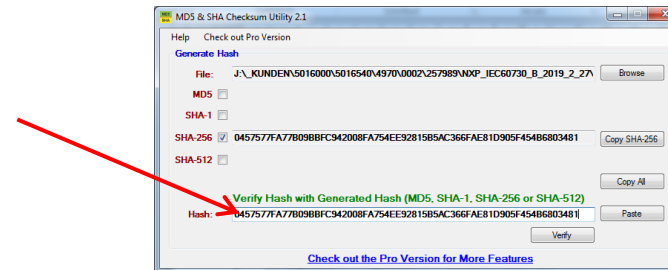 MD5 & SHA Checksum Utility 2.1
Help Check out Pro Version
Generate Hash
File: J:\_KUNDEN\5016000\5016540\4970\0002\257989\NXP_IEC60730_B_2019_2_27\ Browse
MD5
SHA-1
SHA-256 0457577FA77B09BBFC942008FA754EE92815B5AC366FAE81D905F454B6803481 Copy SHA-256
SHA-512
Copy All
Verify Hash with Generated Hash (MD5, SHA-1, SHA-256 or SHA-512)
Hash: 0457577FA77B09BBFC942008FA754EE92815B5AC366FAE81D905F454B6803481 Paste
Verify
Check out the Pro Version for More Features